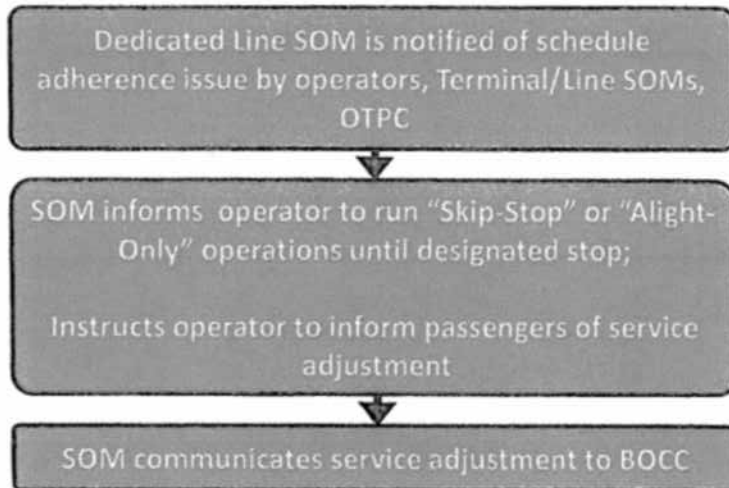 Dedicated Line SOM is notified of schedule
adherence issue by operators, Terminal/Line SOMs,
OTPC
SOM informs operator to run “Skip-Stop” or “Alight-
Only” operations until designated stop;
Instructs operator to inform passengers of service
adjustment
SOM communicates service adjustment to BOCC